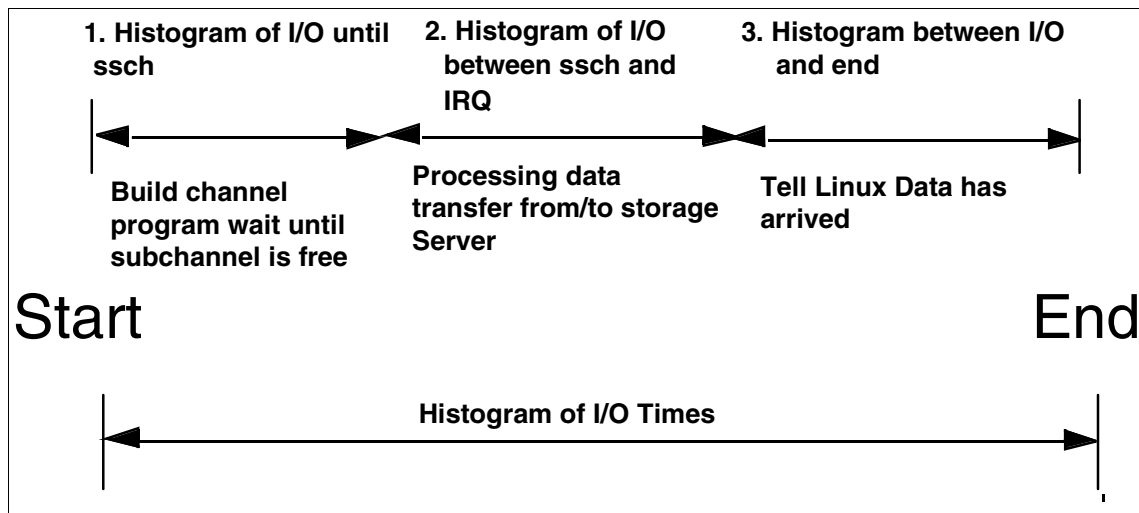 1. Histogram of I/O until
ssch
2. Histogram of I/O
between ssch and
IRQ
3. Histogram between I/O
and end
Build channel
program wait until
subchannel is free
Processing data
transfer from/to storage
Server
Tell Linux Data has
arrived
Start
End
Histogram of I/O Times